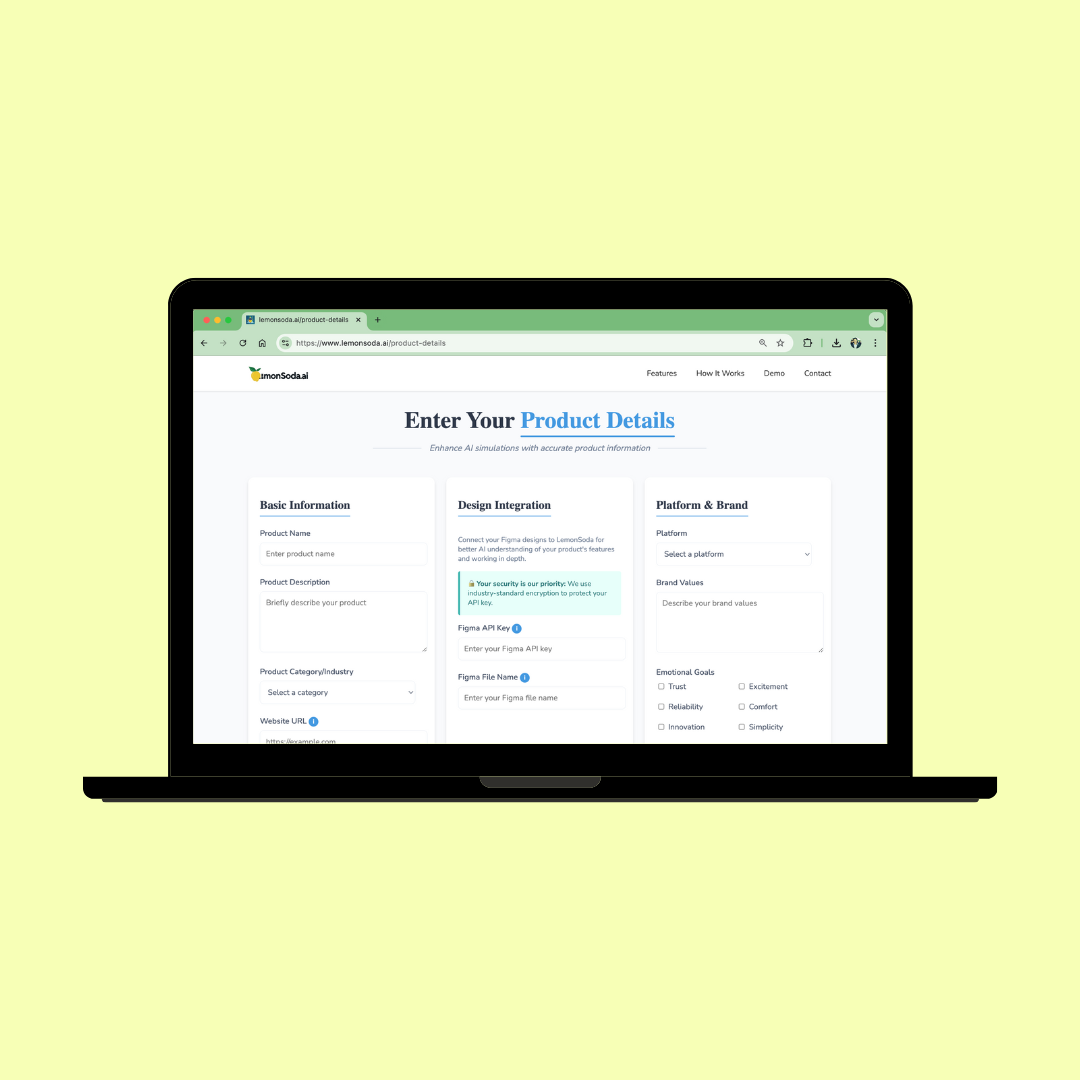 lemonsoda.ai/product-details
https://www.lemonsoda.ai/product-details
LemonSoda.ai
Features How It Works Demo Contact
Enter Your Product Details
Enhance AI simulations with accurate product information
Basic Information
Product Name
Enter product name
Product Description
Briefly describe your product
Product Category/Industry
Select a category
Website URL i
https://example.com
Design Integration
Connect your Figma designs to LemonSoda for
better AI understanding of your product's features
and working in depth.
🔒 Your security is our priority: We use
industry-standard encryption to protect your
API key.
Figma API Key i
Enter your Figma API key
Figma File Name i
Enter your Figma file name
Platform & Brand
Platform
Select a platform
Brand Values
Describe your brand values
Emotional Goals
Trust Excitement
Reliability Comfort
Innovation Simplicity